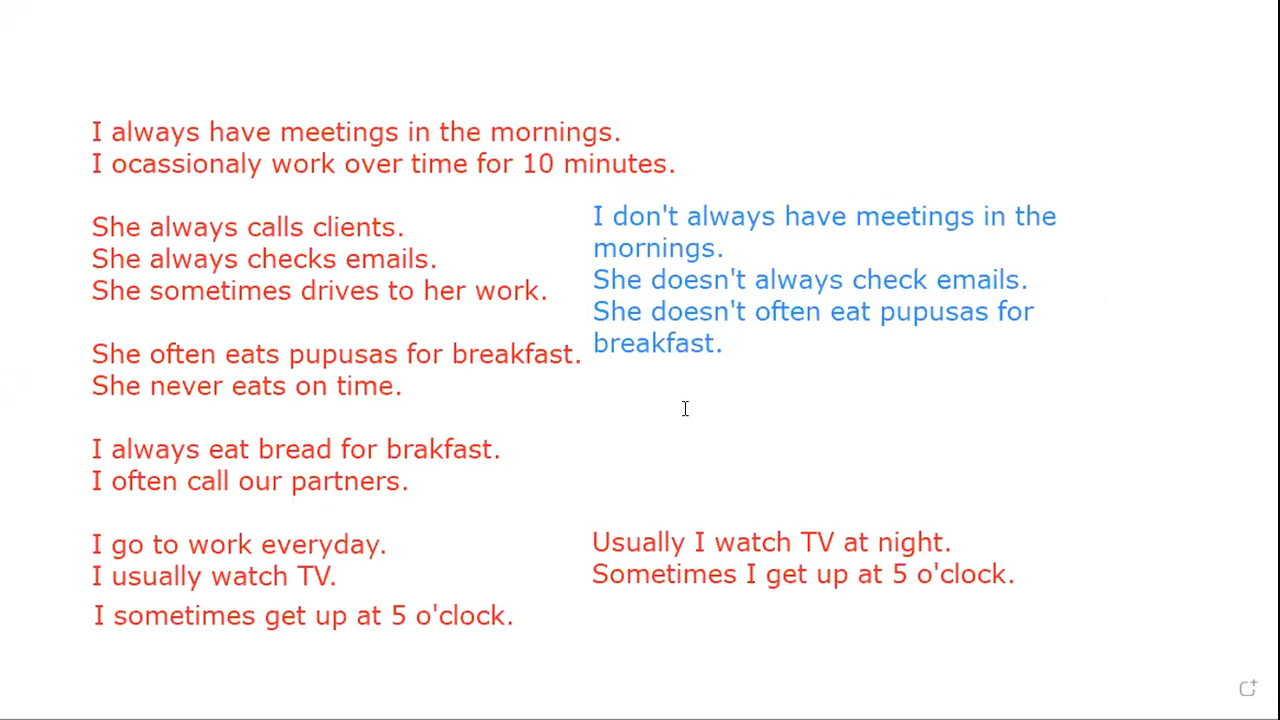 I always have meetings in the mornings.
I ocassionaly work over time for 10 minutes.
She always calls clients.
She always checks emails.
She sometimes drives to her work.
She often eats pupusas for breakfast.
She never eats on time.
I always eat bread for brakfast.
I often call our partners.
I go to work everyday.
I usually watch TV.
I sometimes get up at 5 o'clock.
I don't always have meetings in the
mornings.
She doesn't always check emails.
She doesn't often eat pupusas for
breakfast.
Usually I watch TV at night.
Sometimes I get up at 5 o'clock.